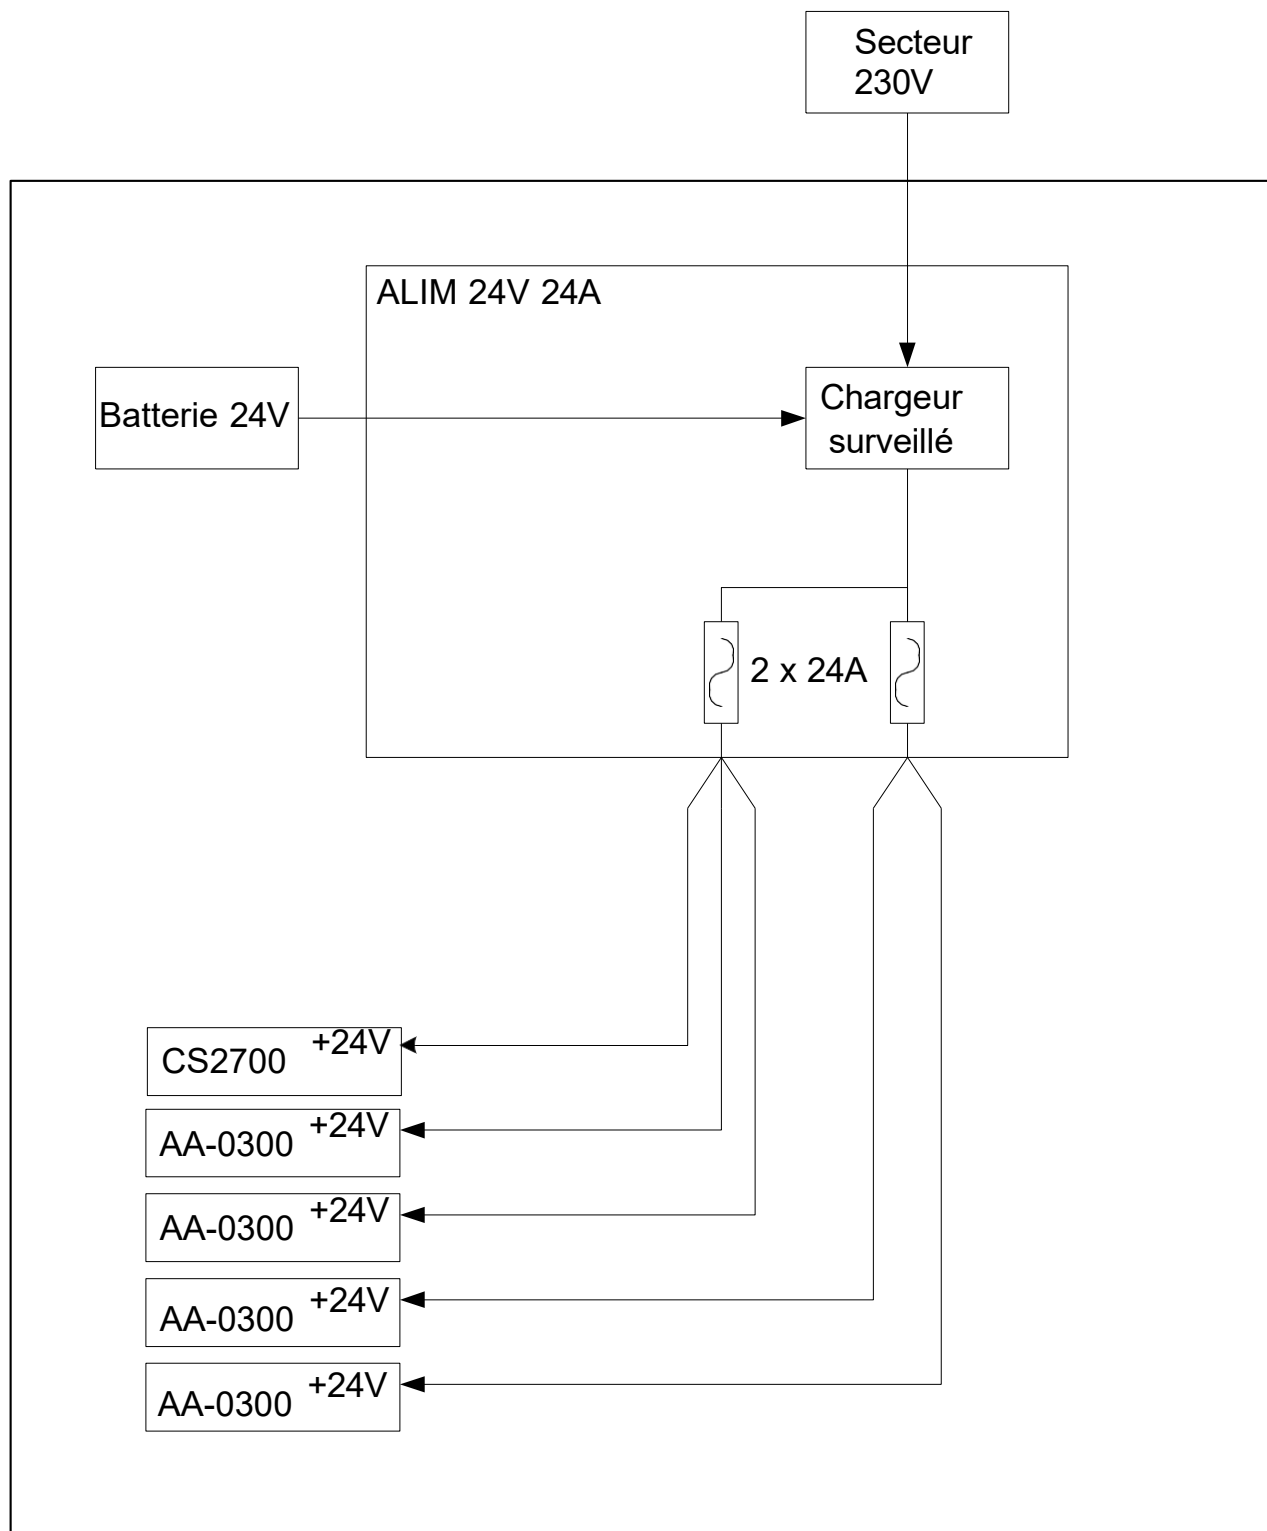 Secteur
230V
ALIM 24V 24A
Batterie 24V
Chargeur
surveillé
2 x 24A
CS2700 +24V
AA-0300 +24V
AA-0300 +24V
AA-0300 +24V
AA-0300 +24V